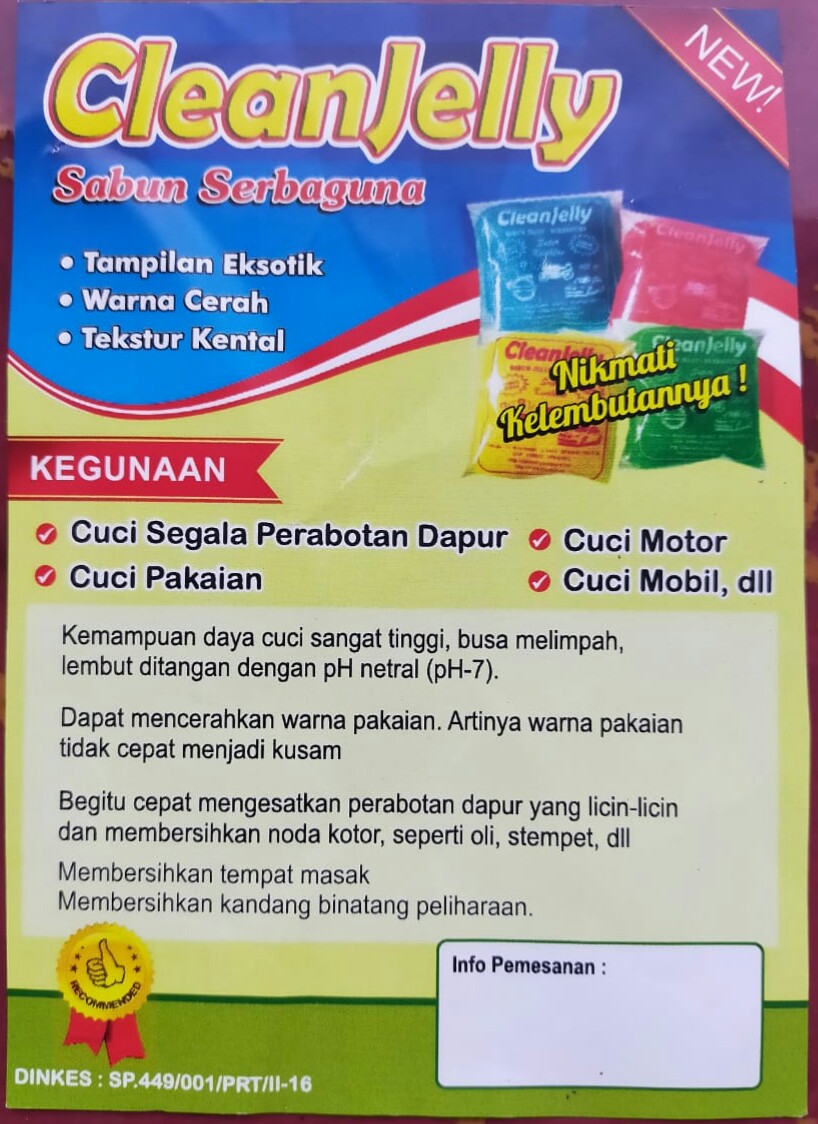 NEW!
CleanJelly
Sabun Serbaguna
• Tampilan Eksotik
• Warna Cerah
• Tekstur Kental
CleanJelly
CleanJelly
CleanJelly
CleanJelly
Nikmati
Kelembutannya !
KEGUNAAN
Cuci Segala Perabotan Dapur
Cuci Motor
Cuci Pakaian
Cuci Mobil, dll
Kemampuan daya cuci sangat tinggi, busa melimpah,
lembut ditangan dengan pH netral (pH-7).
Dapat mencerahkan warna pakaian. Artinya warna pakaian
tidak cepat menjadi kusam
Begitu cepat mengesatkan perabotan dapur yang licin-licin
dan membersihkan noda kotor, seperti oli, stempet, dll
Membersihkan tempat masak
Membersihkan kandang binatang peliharaan.
RECOMMENDED
Info Pemesanan :
DINKES : SP.449/001/PRT/II-16